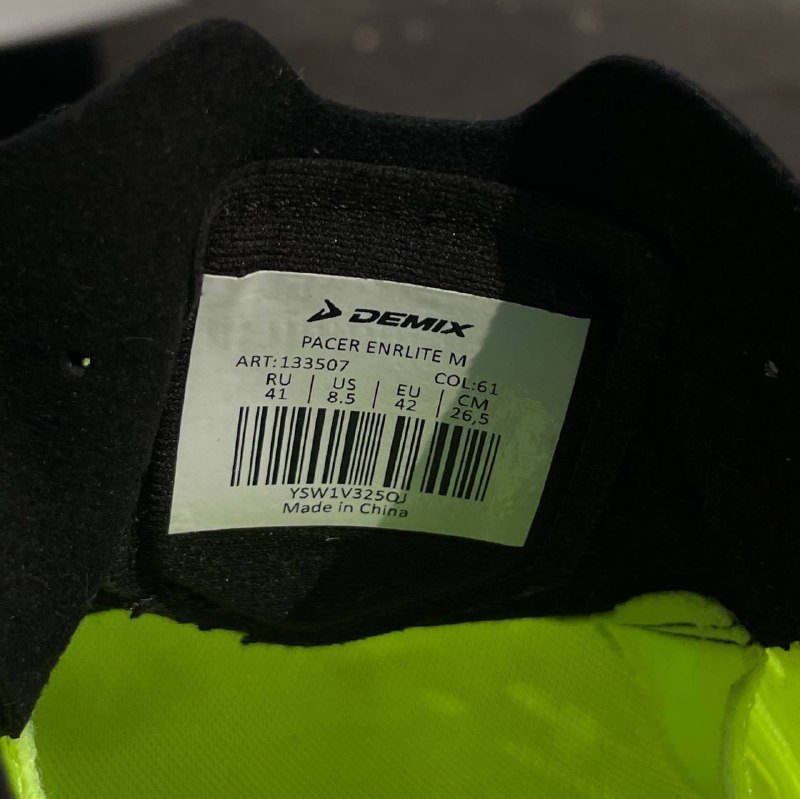 DEMIX
PACER ENRLITE M
ART:133507 COL:61
RU | US | EU | CM
41 | 8.5 | 42 | 26,5
YSW1V325QJ
Made in China